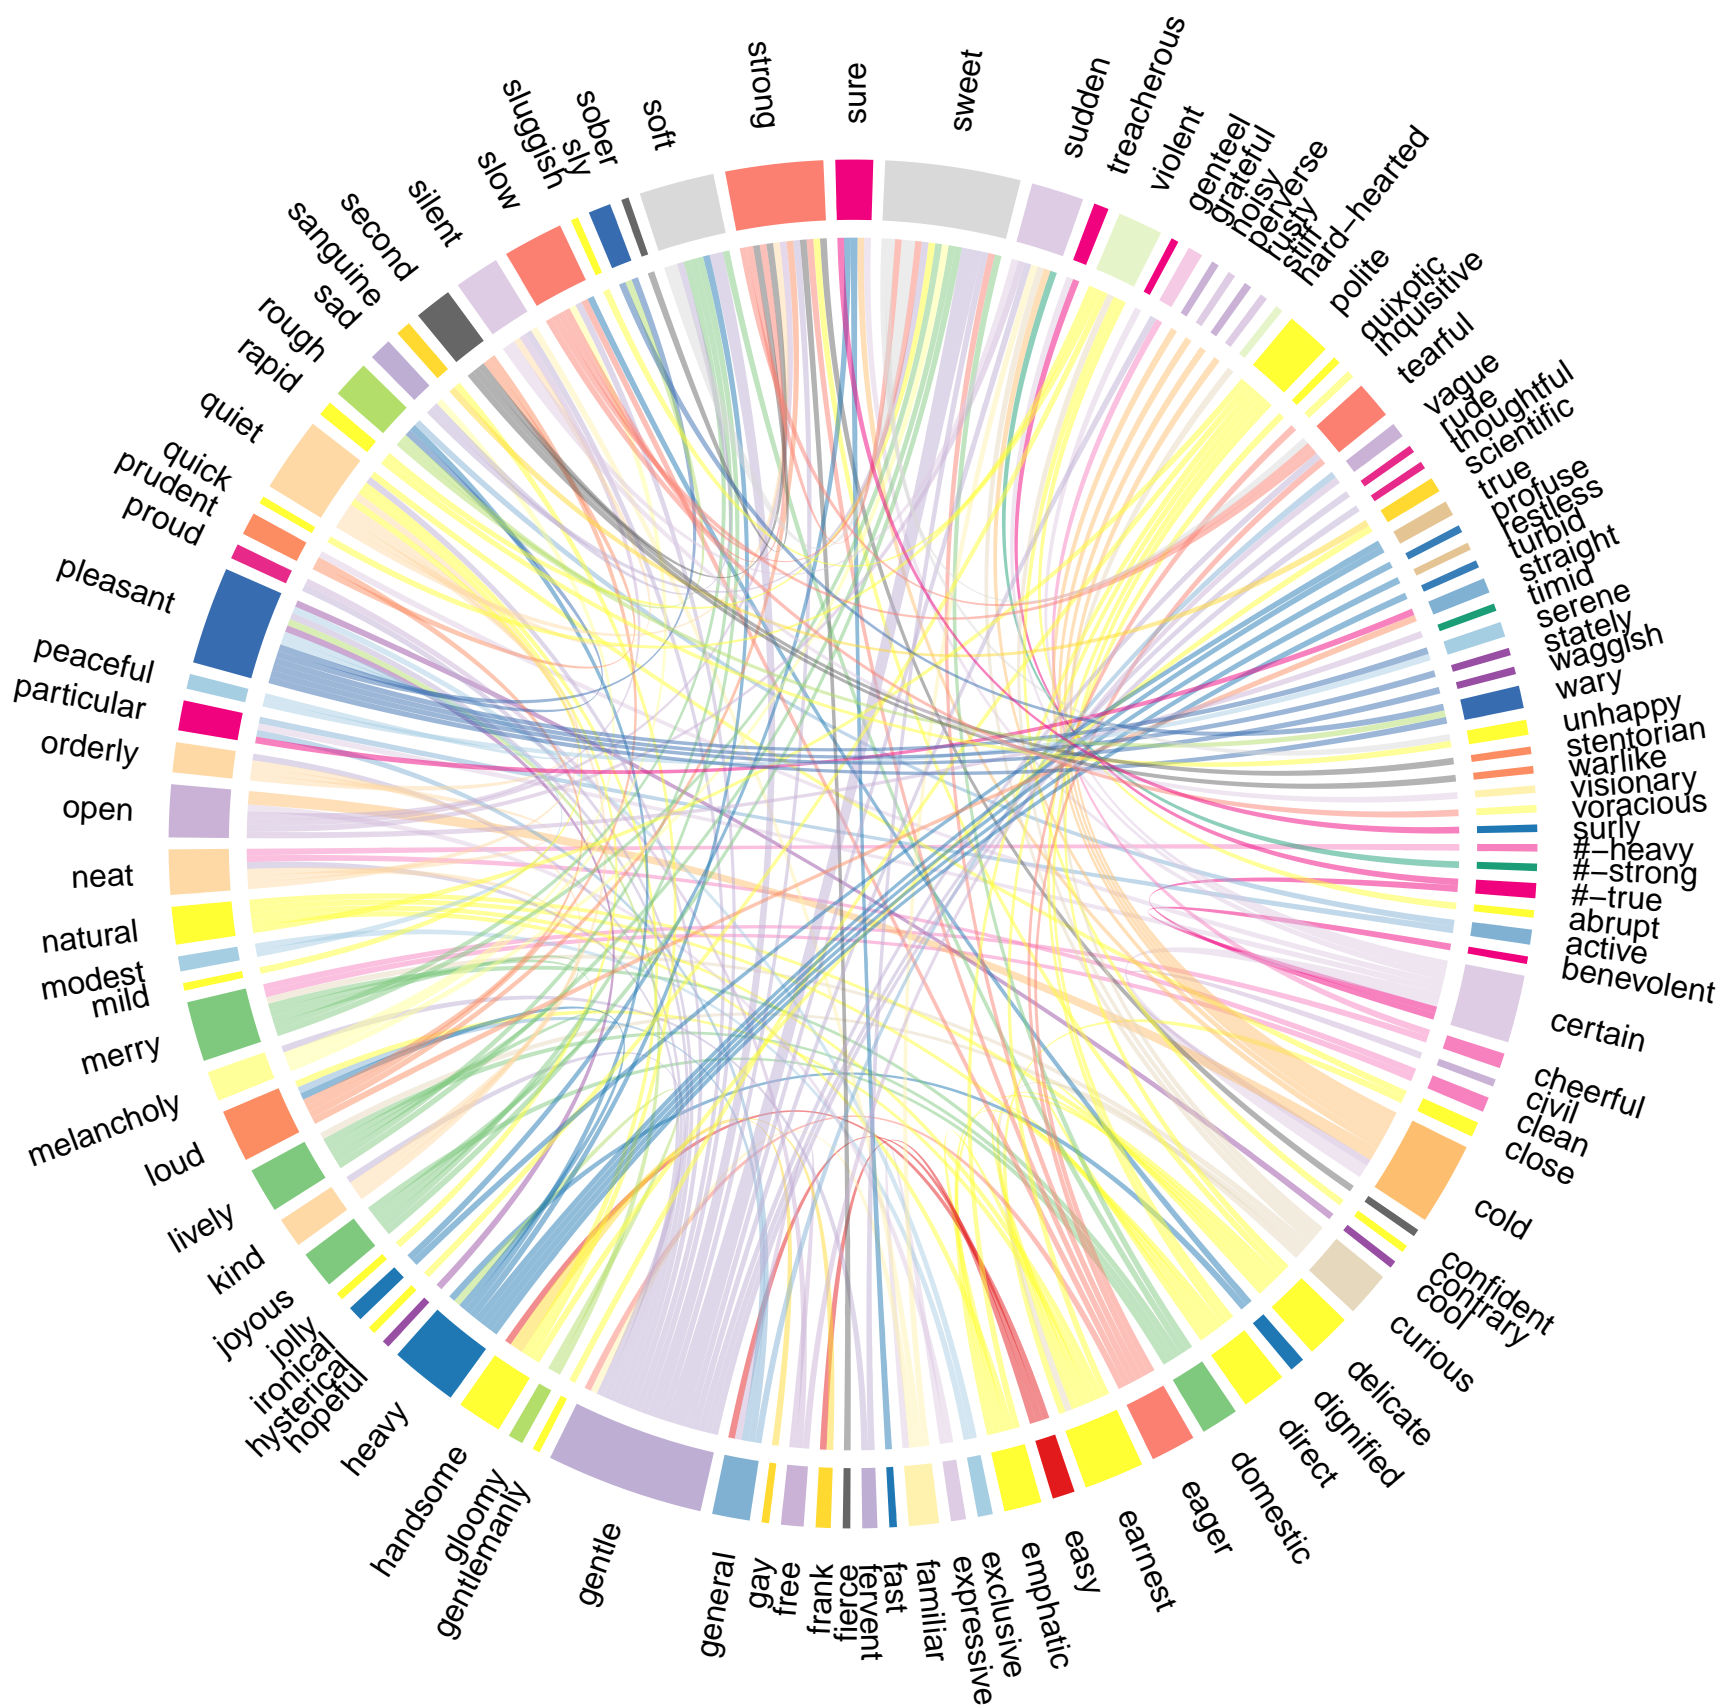 strong
sure
sweet
sudden
treacherous
violent
genteel
grateful
noisy
perverse
fusty
stiff
hard-hearted
polite
quixotic
inquisitive
tearful
vague
rude
thoughtful
scientific
true
profuse
restless
turbid
straight
timid
serene
stately
waggish
wary
unhappy
stentorian
warlike
visionary
voracious
surly
#-heavy
#-strong
#-true
abrupt
active
benevolent
certain
cheerful
civil
clean
close
cold
confident
contrary
cool
curious
delicate
dignified
direct
domestic
eager
earnest
easy
emphatic
exclusive
expressive
familiar
fast
fervent
fierce
frank
free
gay
general
gentle
gentlemanly
gloomy
handsome
heavy
hopeful
hysterical
ironical
jolly
joyous
kind
lively
loud
melancholy
merry
mild
modest
natural
neat
open
orderly
particular
peaceful
pleasant
proud
prudent
quick
quiet
rapid
rough
sad
sanguine
second
silent
slow
sluggish
sly
sober
soft